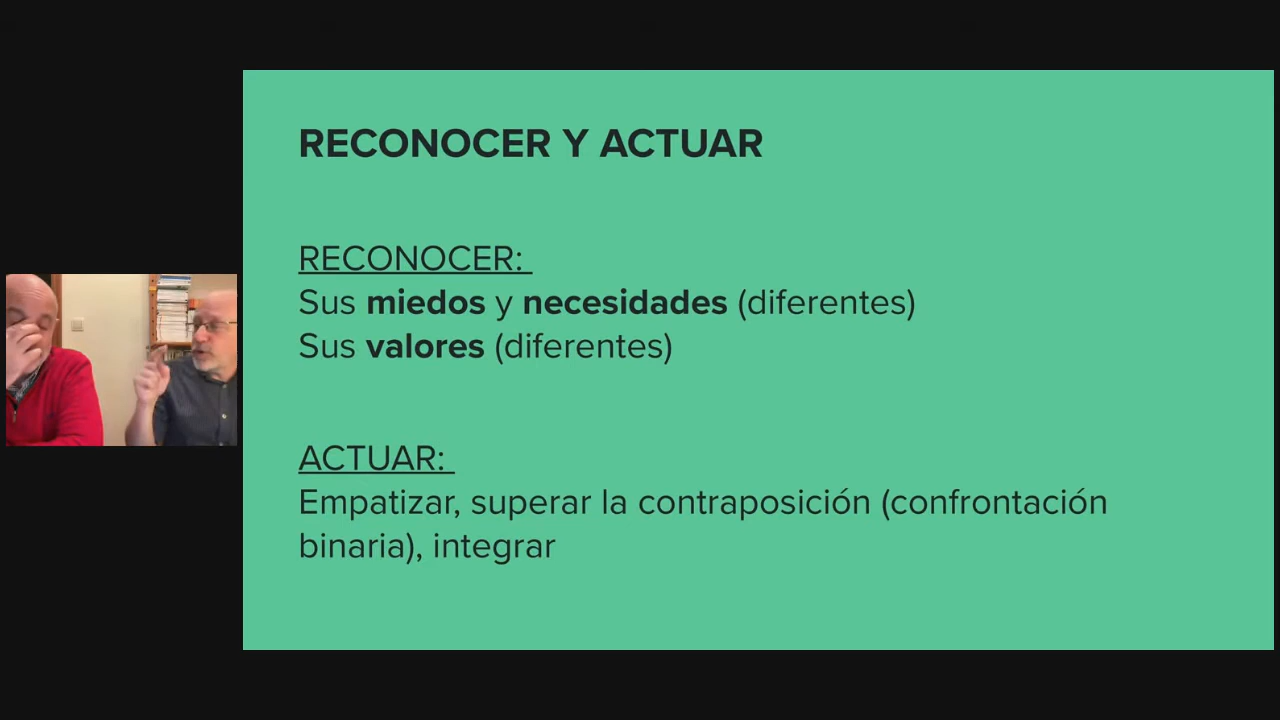 RECONOCER Y ACTUAR
RECONOCER:
Sus miedos y necesidades (diferentes)
Sus valores (diferentes)
ACTUAR:
Empatizar, superar la contraposición (confrontación
binaria), integrar